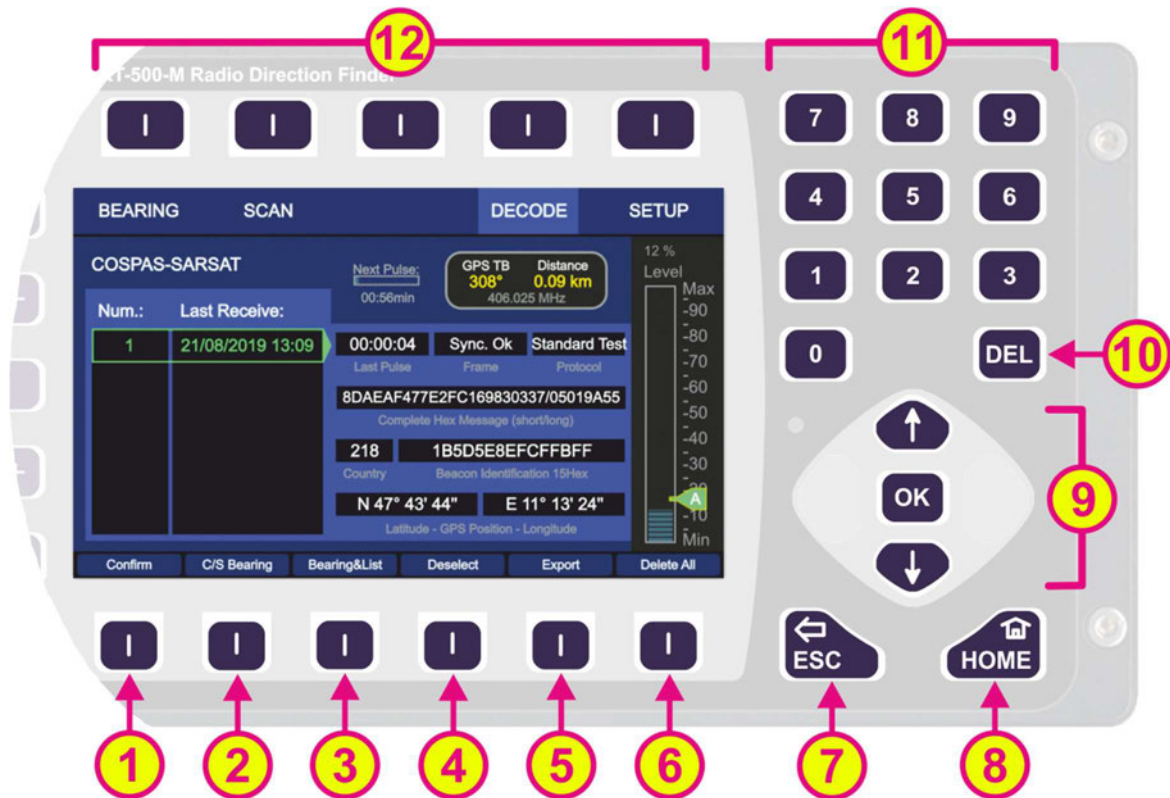 12
11
RT-500-M Radio Direction Finder
7 8 9
4 5 6
1 2 3
0 DEL
10
BEARING SCAN DECODE SETUP
COSPAS-SARSAT
Next Pulse:
00:56min
GPS TB Distance
308° 0.09 km
406.025 MHz
12 %
Level
Max
-90
-80
-70
-60
-50
-40
-30
-20
A
-10
Min
Num.: Last Receive:
1 21/08/2019 13:09
00:00:04 Sync. Ok Standard Test
Last Pulse Frame Protocol
8DAEAF477E2FC169830337/05019A55
Complete Hex Message (short/long)
218 1B5D5E8EFCFFBFF
Country Beacon Identification 15Hex
N 47° 43' 44" E 11° 13' 24"
Latitude - GPS Position - Longitude
Confirm C/S Bearing Bearing&List Deselect Export Delete All
OK
9
ESC HOME
1 2 3 4 5 6 7 8